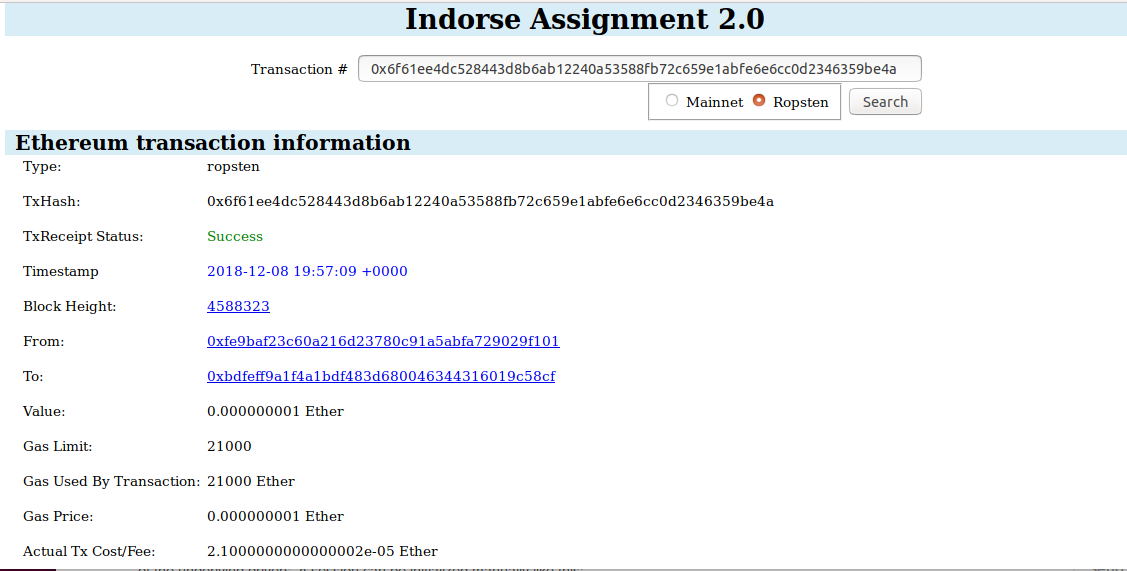 Indorse Assignment 2.0
Transaction # 0x6f61ee4dc528443d8b6ab12240a53588fb72c659e1abfe6e6cc0d2346359be4a
Mainnet Ropsten Search
Ethereum transaction information
Type: ropsten
TxHash: 0x6f61ee4dc528443d8b6ab12240a53588fb72c659e1abfe6e6cc0d2346359be4a
TxReceipt Status: Success
Timestamp 2018-12-08 19:57:09 +0000
Block Height: 4588323
From: 0xfe9baf23c60a216d23780c91a5abfa729029f101
To: 0xbdfeff9a1f4a1bdf483d680046344316019c58cf
Value: 0.000000001 Ether
Gas Limit: 21000
Gas Used By Transaction: 21000 Ether
Gas Price: 0.000000001 Ether
Actual Tx Cost/Fee: 2.1000000000000002e-05 Ether